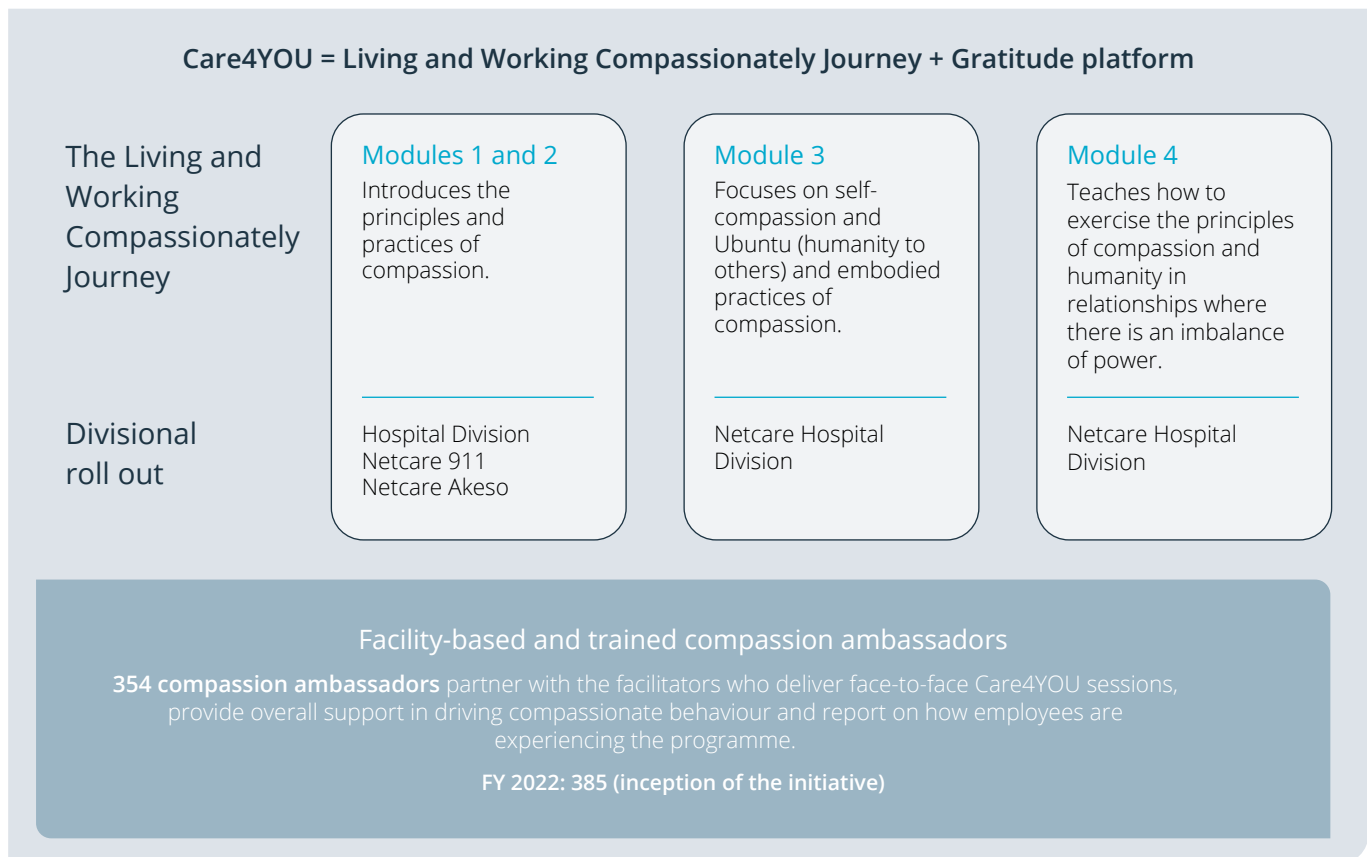 Care4YOU = Living and Working Compassionately Journey + Gratitude platform
The Living and
Working
Compassionately
Journey
Modules 1 and 2
Introduces the
principles and
practices of
compassion.
Module 3
Focuses on self-
compassion and
Ubuntu (humanity to
others) and embodied
practices of
compassion.
Module 4
Teaches how to
exercise the principles
of compassion and
humanity in
relationships where
there is an imbalance
of power.
Divisional
roll out
Hospital Division
Netcare 911
Netcare Akeso
Netcare Hospital
Division
Netcare Hospital
Division
Facility-based and trained compassion ambassadors
354 compassion ambassadors partner with the facilitators who deliver face-to-face Care4YOU sessions,
provide overall support in driving compassionate behaviour and report on how employees are
experiencing the programme.
FY 2022: 385 (inception of the initiative)